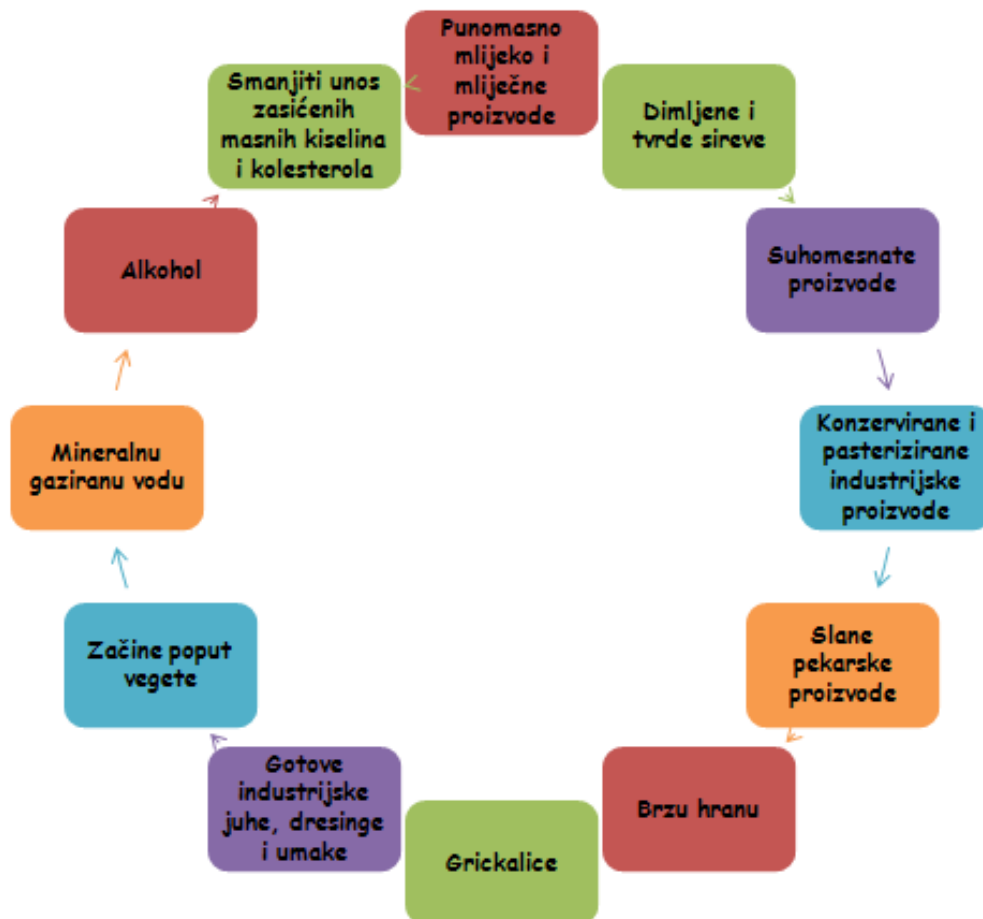 Punomasno
mlijeko i
mliječne
proizvode
Dimljene i
tvrde sireve
Suhomesnate
proizvode
Konzervirane i
pasterizirane
industrijske
proizvode
Slane
pekarske
proizvode
Brzu hranu
Grickalice
Gotove
industrijske
juhe, dresinge
i umake
Začine poput
vegete
Mineralnu
gaziranu vodu
Alkohol
Smanjiti unos
zasićenih
masnih kiselina
i kolesterola